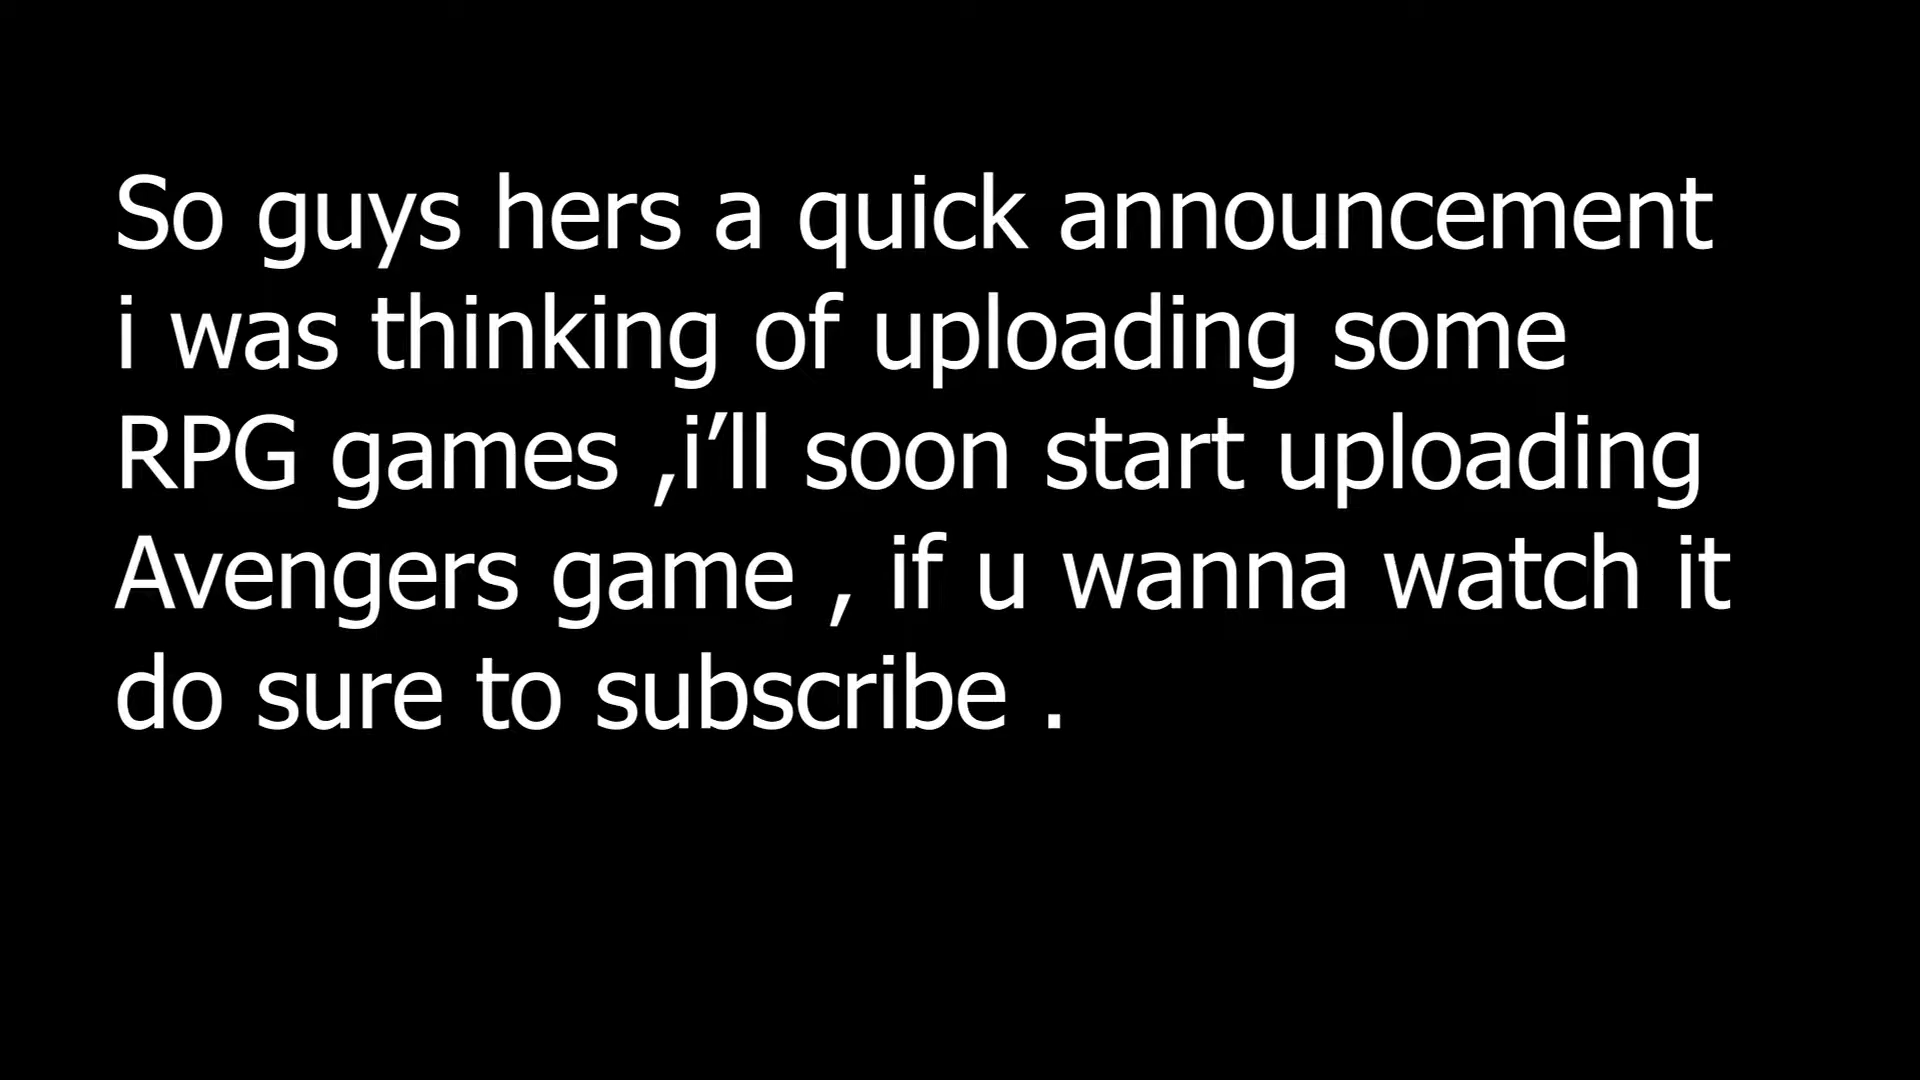 So guys hers a quick announcement
i was thinking of uploading some
RPG games ,i’ll soon start uploading
Avengers game , if u wanna watch it
do sure to subscribe .